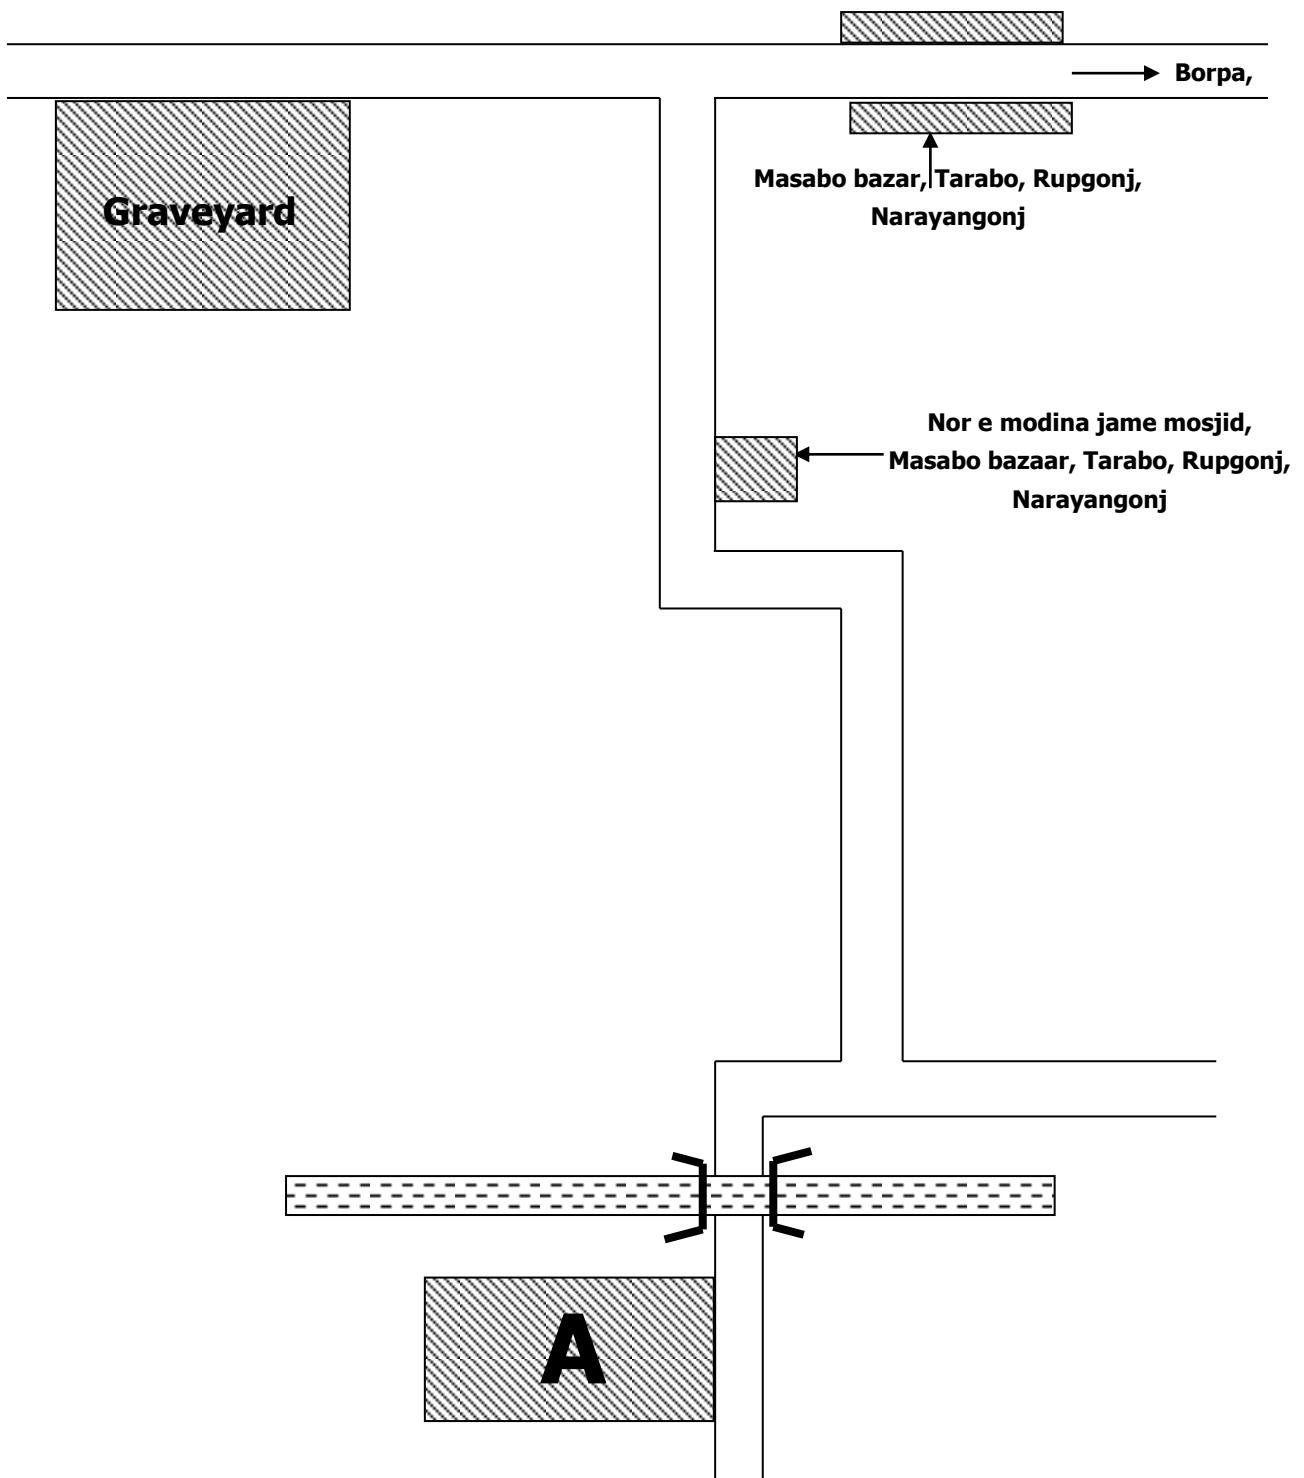 Borpa,
Masabo bazar, Tarabo, Rupgonj,
Narayangonj
Graveyard
Nor e modina jame mosjid,
Masabo bazaar, Tarabo, Rupgonj,
Narayangonj
A